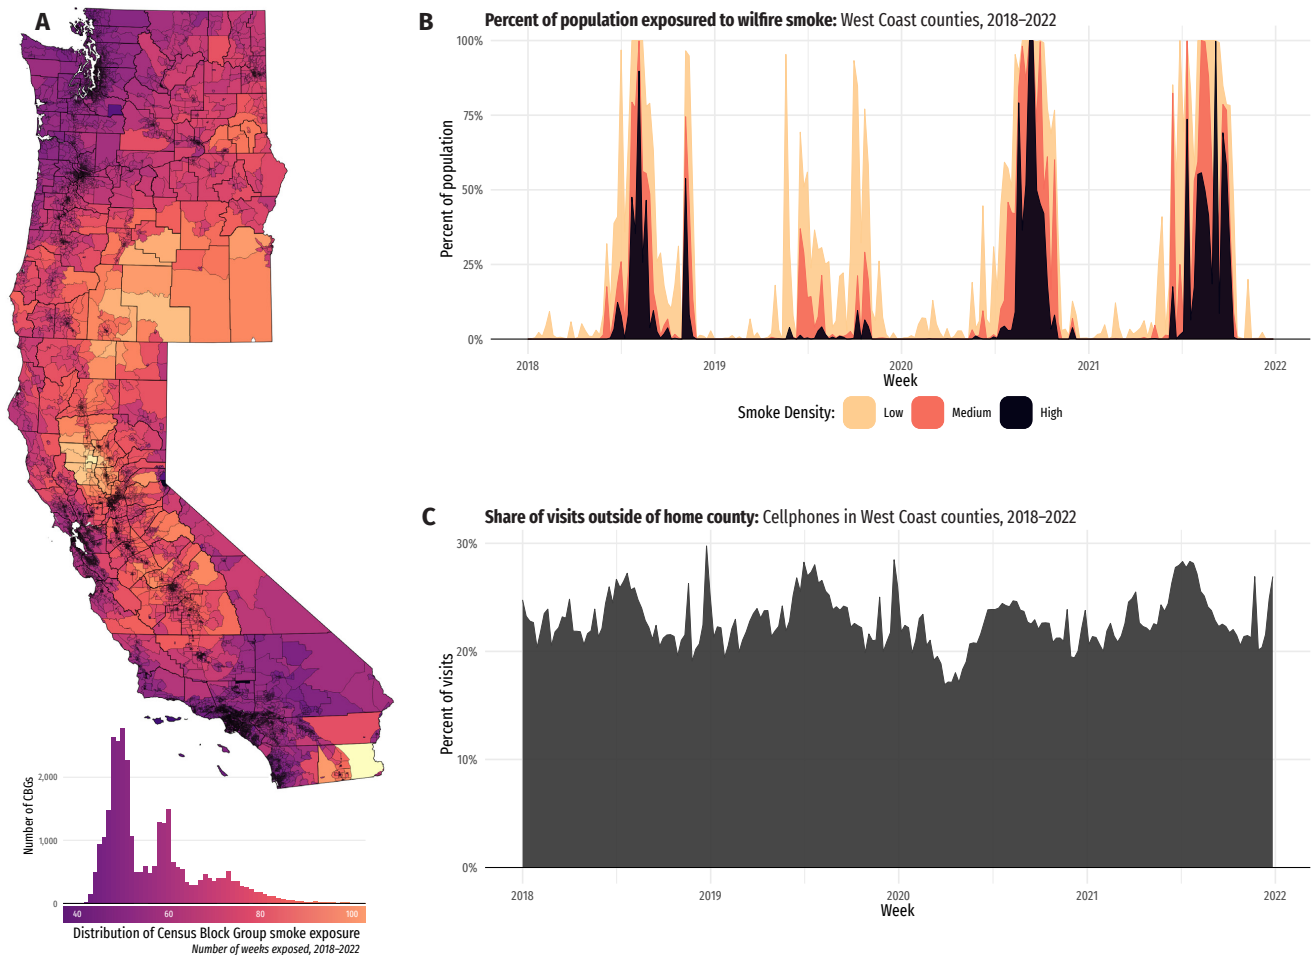 A
B
Percent of population exposured to wilfire smoke: West Coast counties, 2018–2022
100%
75%
50%
25%
0%
Percent of population
2018
2019
2020
2021
2022
Week
Smoke Density:
Low
Medium
High
C
Share of visits outside of home county: Cellphones in West Coast counties, 2018–2022
30%
20%
10%
0%
Percent of visits
2018
2019
2020
2021
2022
Week
2,000
1,000
0
Number of CBGs
40
60
80
100
Distribution of Census Block Group smoke exposure
Number of weeks exposed, 2018–2022